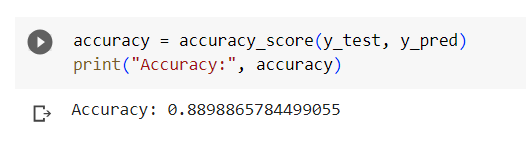 accuracy = accuracy_score(y_test, y_pred)
print("Accuracy:", accuracy)
Accuracy: 0.8898865784499055